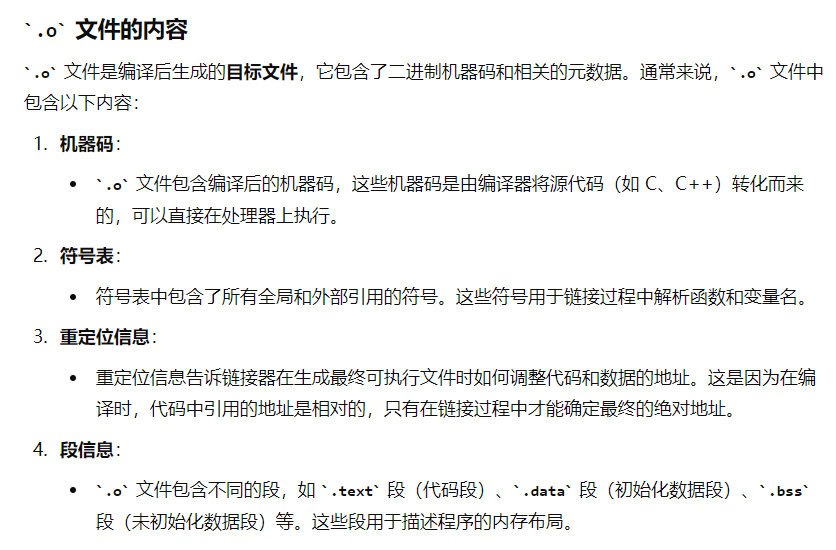 `.o` 文件的内容
`.o` 文件是编译后生成的目标文件，它包含了二进制机器码和相关的元数据。通常来说，`.o` 文件中
包含以下内容：
1. 机器码：
• `.o` 文件包含编译后的机器码，这些机器码是由编译器将源代码（如 C、C++）转化而来
的，可以直接在处理器上执行。
2. 符号表：
• 符号表中包含了所有全局和外部引用的符号。这些符号用于链接过程中解析函数和变量名。
3. 重定位信息：
• 重定位信息告诉链接器在生成最终可执行文件时如何调整代码和数据的地址。这是因为在编
译时，代码中引用的地址是相对的，只有在链接过程中才能确定最终的绝对地址。
4. 段信息：
• `.o` 文件包含不同的段，如 `.text` 段（代码段）、`.data` 段（初始化数据段）、`.bss`
段（未初始化数据段）等。这些段用于描述程序的内存布局。